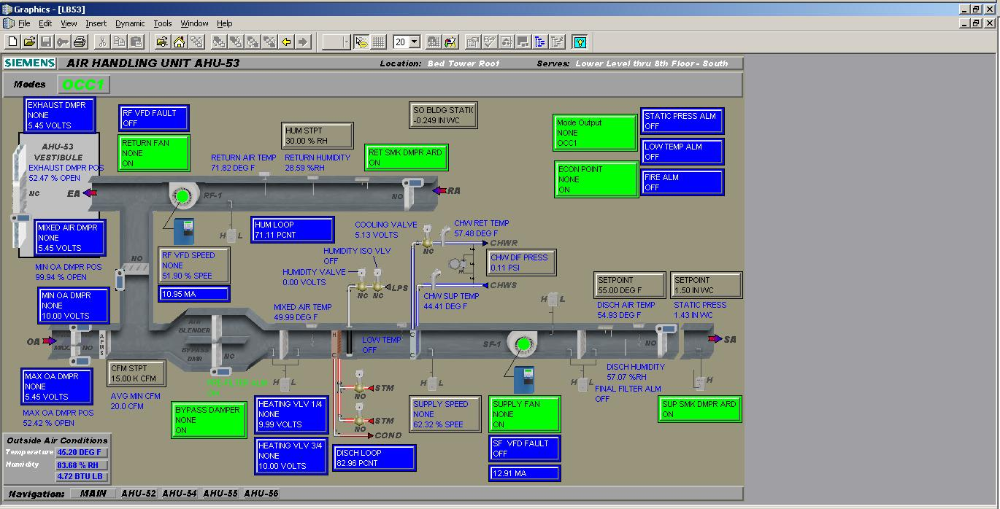 Graphics - [LB53]
File Edit View Insert Dynamic Tools Window Help
20
SIEMENS AIR HANDLING UNIT AHU-53 Location: Bed Tower Roof Serves: Lower Level thru 8th Floor - South
Modes OCC1
EXHAUST DMPR
NONE
5.45 VOLTS
RF VFD FAULT
OFF
RETURN FAN
NONE
ON
HUM STPT
30.00 % RH
SO BLDG STATIC
-0.249 IN WC
RET SMK DMPR ARD
ON
Mode Output
NONE
OCC1
ECON POINT
NONE
ON
STATIC PRESS ALM
OFF
LOW TEMP ALM
OFF
FIRE ALM
OFF
AHU-53
VESTIBULE
EXHAUST DMPR POS
52.47 % OPEN
NC EA
RETURN AIR TEMP
71.82 DEG F
RETURN HUMIDITY
28.59 %RH
RF-1
NO
RA
MIXED AIR DMPR
NONE
5.45 VOLTS
H L
HUM LOOP
71.11 PCNT
COOLING VALVE
5.13 VOLTS
CHW RET TEMP
57.48 DEG F
CHWR
NC
HUMIDITY ISO VLV
OFF
HUMIDITY VALVE
0.00 VOLTS
NC NC
LPS
H
CHW DIF PRESS
0.11 PSI
CHWS
CHW SUP TEMP
44.41 DEG F
MIN OA DMPR POS
99.94 % OPEN
NO
RF VFD SPEED
NONE
51.90 % SPEE
10.95 MA
MIN OA DMPR
NONE
10.00 VOLTS
MIXED AIR TEMP
49.99 DEG F
SETPOINT
55.00 DEG F
SETPOINT
1.50 IN WC
DISCH AIR TEMP
54.93 DEG F
STATIC PRESS
1.43 IN WC
H L
OA
MAX NO
AFMS
AIR
BLENDER
BYPASS
DMR
NC
H
C
LOW TEMP
OFF
C
C
SF-1
NO
SA
MAX OA DMPR
NONE
5.45 VOLTS
MAX OA DMPR POS
52.42 % OPEN
CFM STPT
15.00 K CFM
AVG MIN CFM
20.0 CFM
PRE-FILTER ALM
ON
H L
BYPASS DAMPER
NONE
ON
HEATING VLV 1/4
NONE
9.99 VOLTS
HEATING VLV 3/4
NONE
10.00 VOLTS
STM
NO
STM
NO
COND
DISCH LOOP
82.96 PCNT
H L
SUPPLY SPEED
NONE
62.32 % SPEE
SUPPLY FAN
NONE
ON
SF VFD FAULT
OFF
12.91 MA
H L
DISCH HUMIDITY
57.07 %RH
FINAL FILTER ALM
OFF
H
SUP SMK DMPR ARD
ON
Outside Air Conditions
Temperature 45.20 DEG F
Humidity 83.68 % RH
4.72 BTU LB
Navigation: MAIN AHU-52 AHU-54 AHU-55 AHU-56